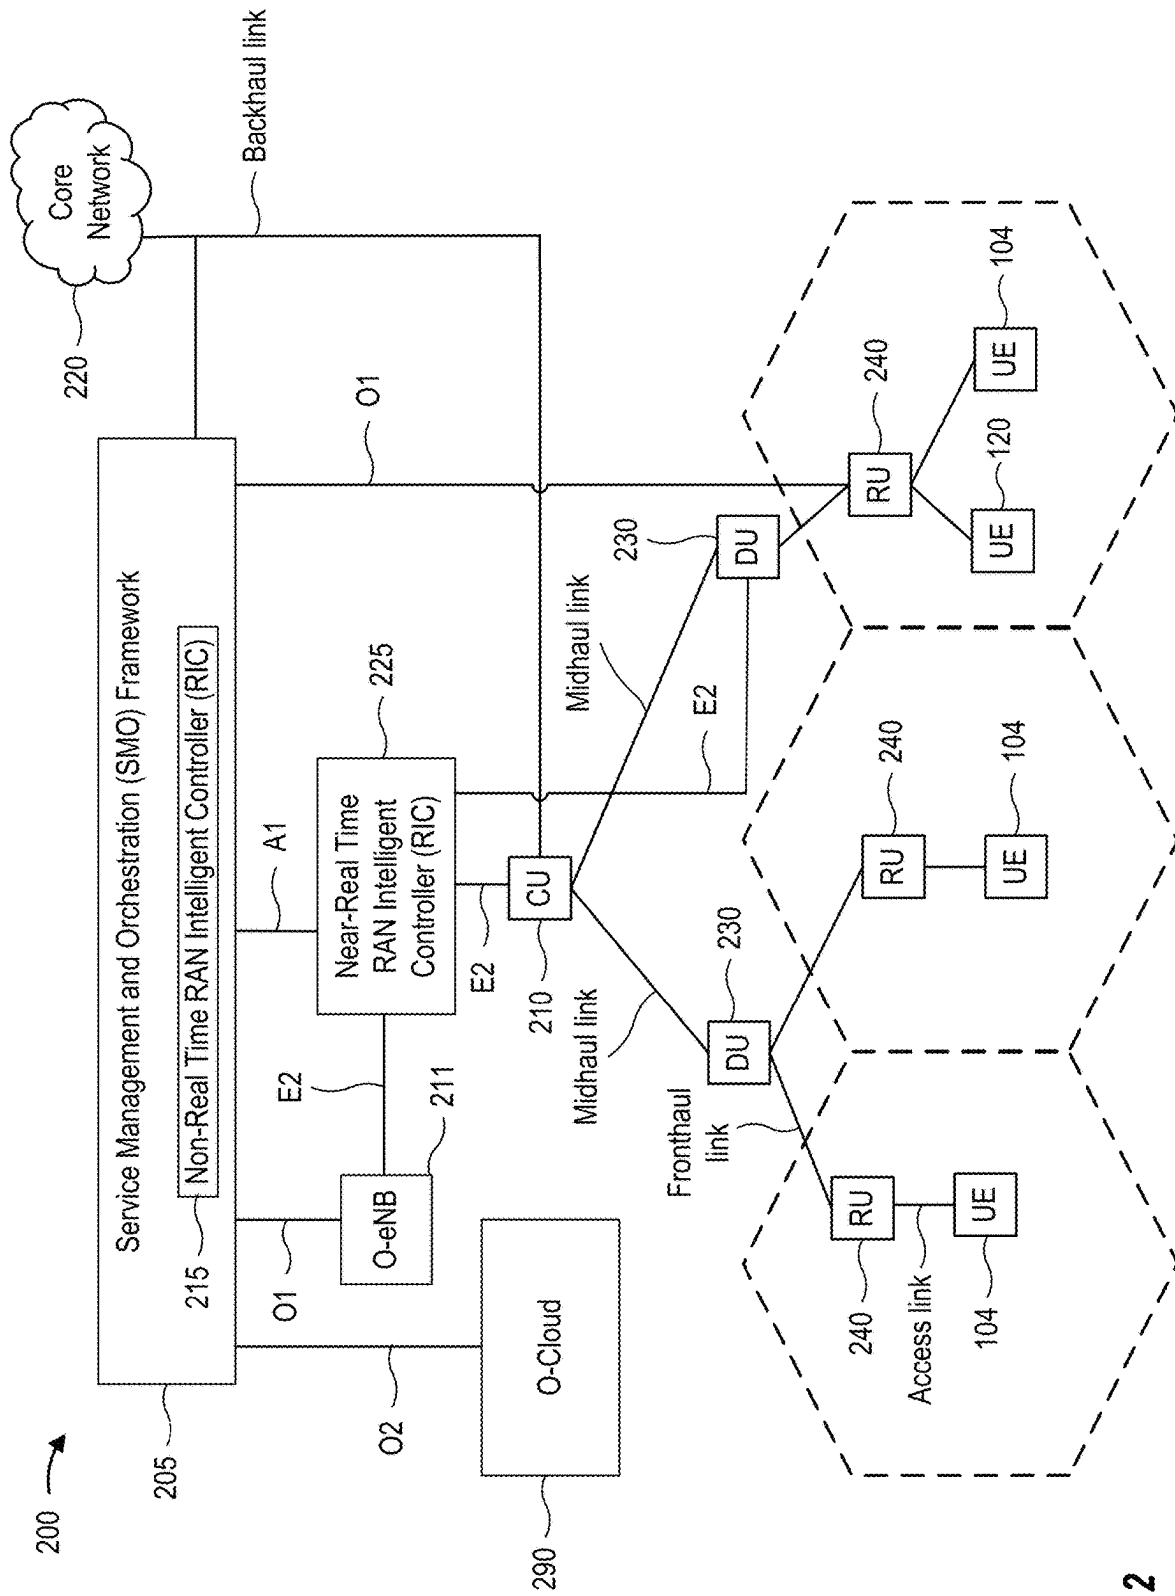 200
205
Service Management and Orchestration (SMO) Framework
215
Non-Real Time RAN Intelligent Controller (RIC)
220
Core
Network
Backhaul link
O2
O1
A1
O1
290
O-Cloud
O-eNB
211
E2
Near-Real Time
RAN Intelligent
Controller (RIC)
225
E2
210
CU
E2
Midhaul link
Midhaul link
Fronthaul
link
DU
230
DU
230
240
RU
Access link
104
UE
RU
240
UE
104
RU
240
UE
120
UE
104
2